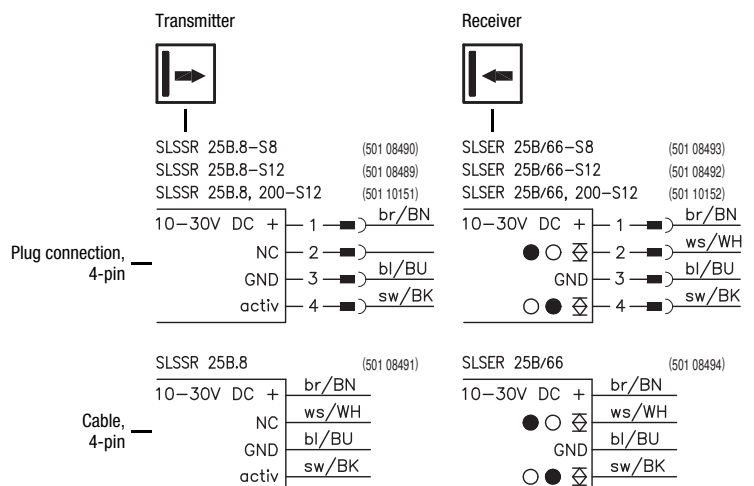 Transmitter
Receiver
SLSSR 25B.8-S8 (501 08490)
SLSSR 25B.8-S12 (501 08489)
SLSSR 25B.8, 200-S12 (501 10151)
SLSER 25B/66-S8 (501 08493)
SLSER 25B/66-S12 (501 08492)
SLSER 25B/66, 200-S12 (501 10152)
Plug connection,
4-pin
10-30V DC + 1 br/BN
NC 2
GND 3 bl/BU
activ 4 sw/BK
10-30V DC + 1 br/BN
2 ws/WH
GND 3 bl/BU
4 sw/BK
SLSSR 25B.8 (501 08491)
SLSER 25B/66 (501 08494)
Cable,
4-pin
10-30V DC + br/BN
NC ws/WH
GND bl/BU
activ sw/BK
10-30V DC + br/BN
ws/WH
GND bl/BU
sw/BK